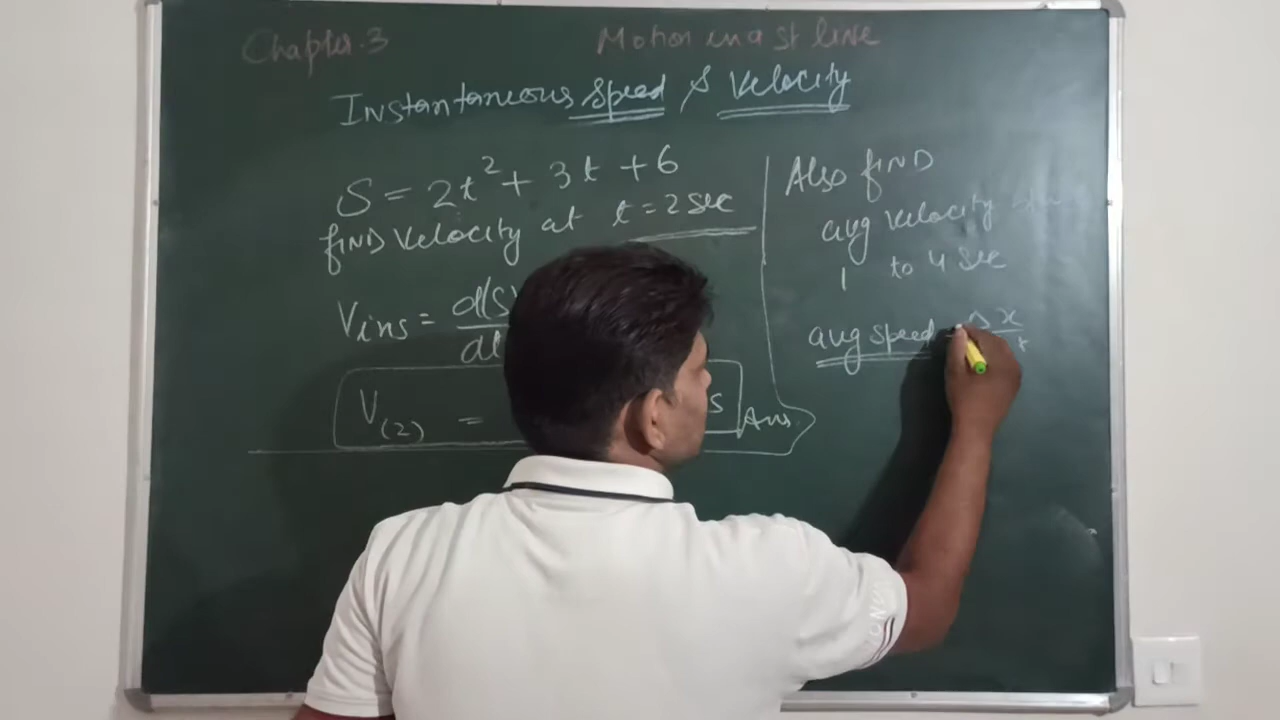 Chapter.3 Motion in a st line
Instantaneous speed & Velocity
S = 2t² + 3t + 6
FIND Velocity at t = 2 sec
Vins = d(S)
V(2) = s Ans
Also FIND
avg Velocity
1 to 4 sec
avg speed = Δx